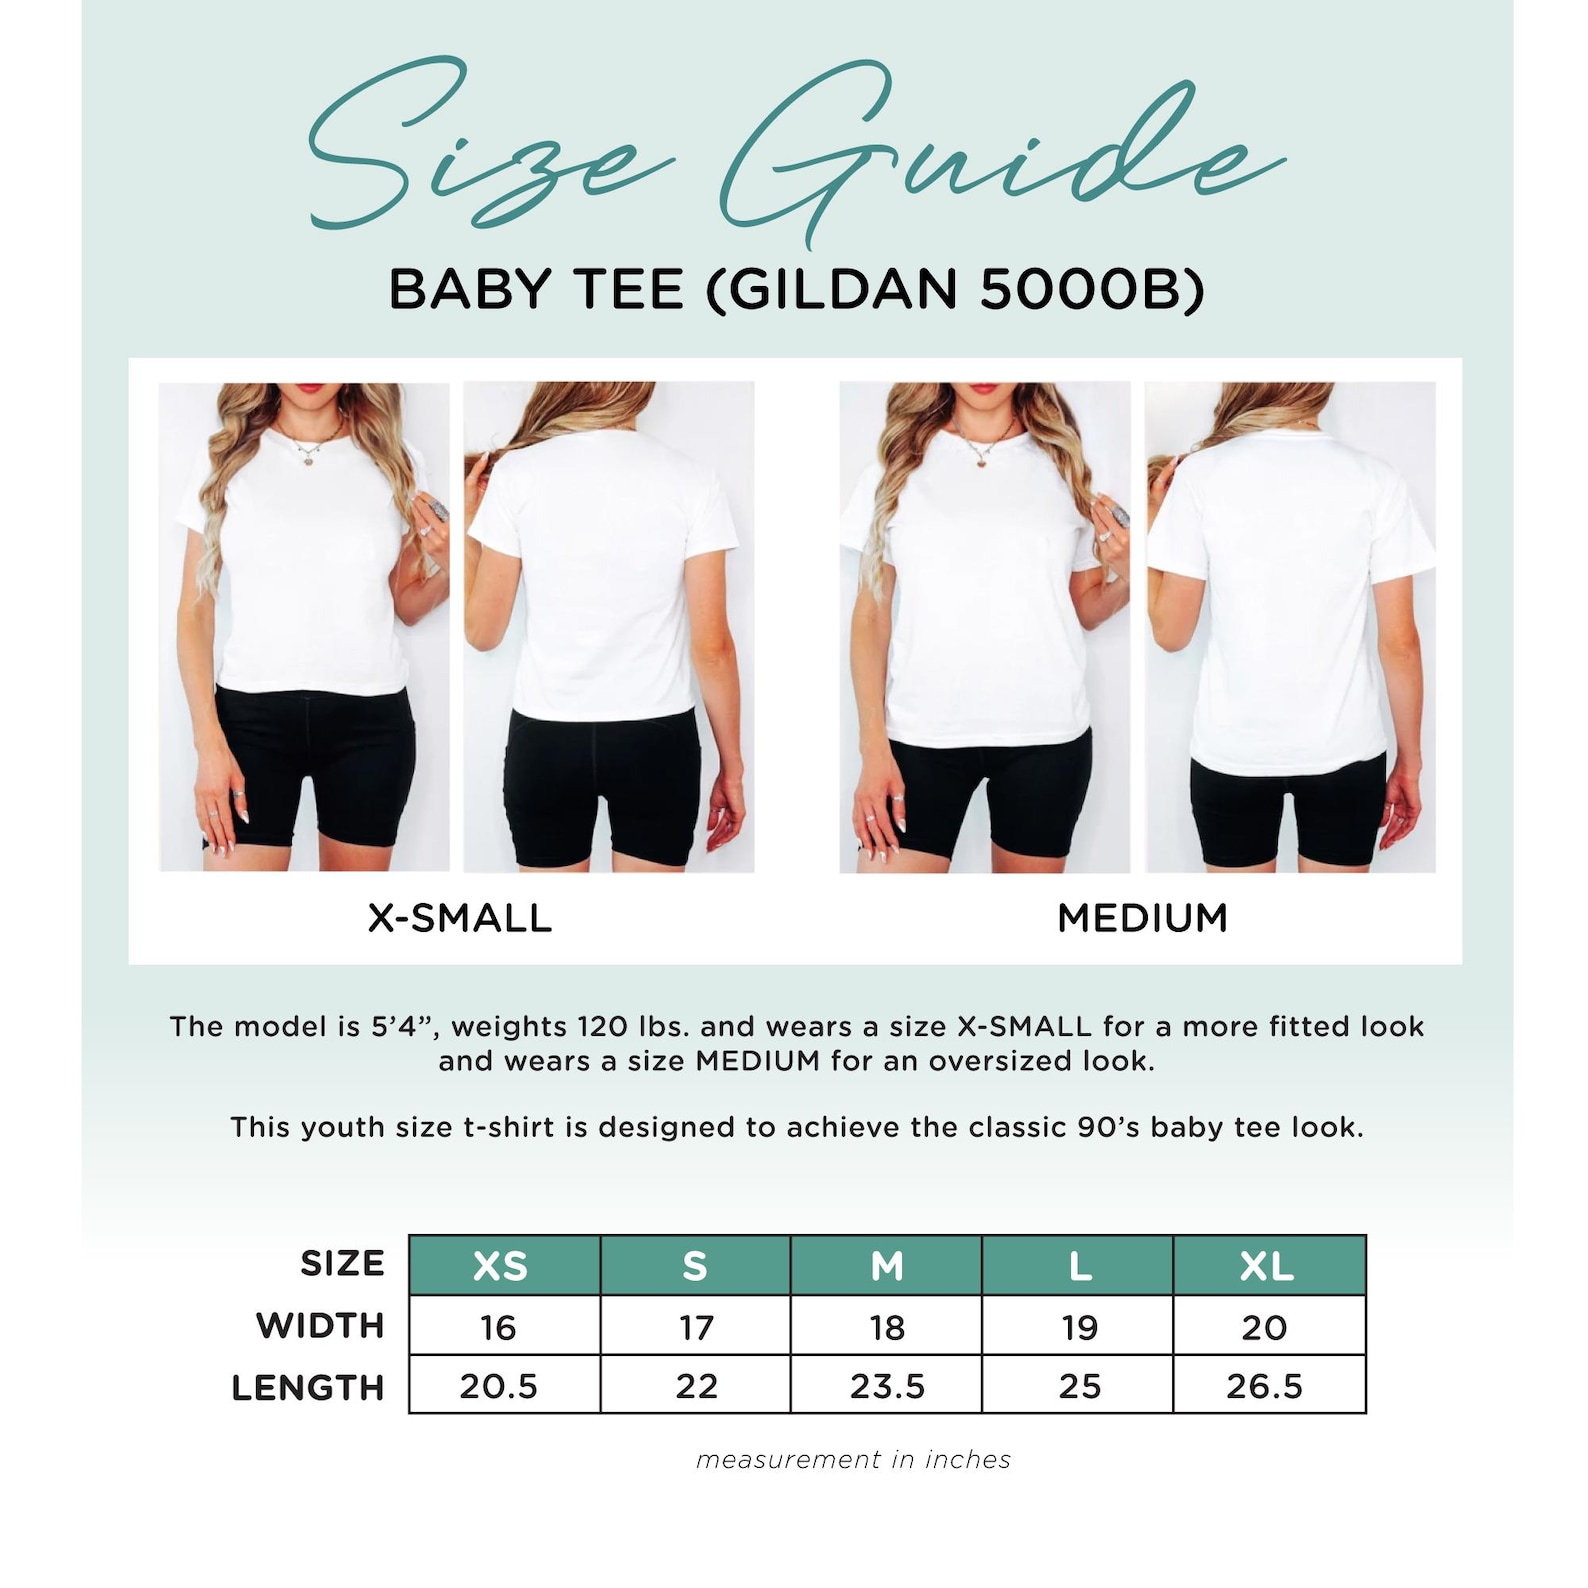 Size Guide
BABY TEE (GILDAN 5000B)
X-SMALL
MEDIUM
The model is 5’4”, weights 120 lbs. and wears a size X-SMALL for a more fitted look
and wears a size MEDIUM for an oversized look.
This youth size t-shirt is designed to achieve the classic 90’s baby tee look.
SIZE XS S M L XL
WIDTH 16 17 18 19 20
LENGTH 20.5 22 23.5 25 26.5
measurement in inches